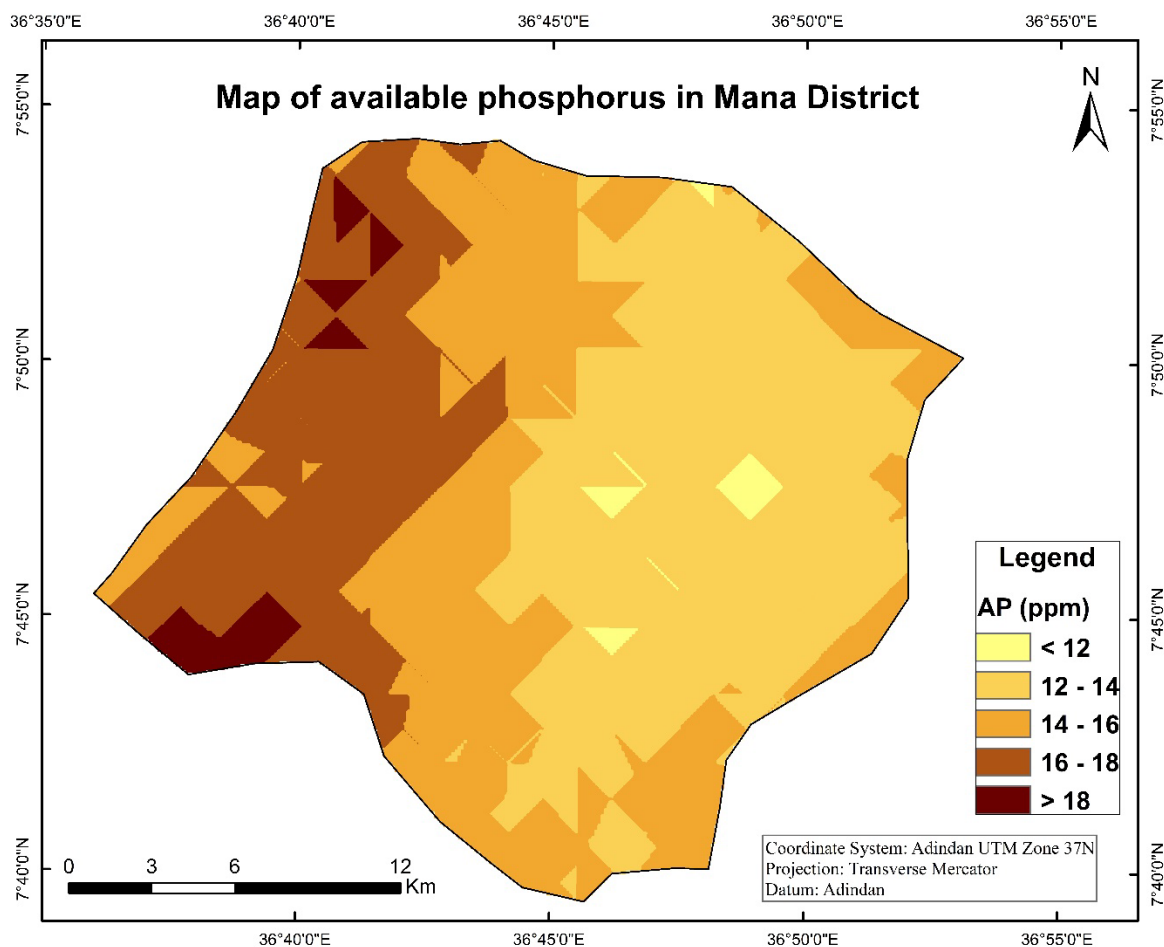 36°35'0"E 36°40'0"E 36°45'0"E 36°50'0"E 36°55'0"E
Map of available phosphorus in Mana District
N
7°55'0"N 7°55'0"N
7°50'0"N 7°50'0"N
7°45'0"N 7°45'0"N
7°40'0"N 7°40'0"N
Legend
AP (ppm)
< 12
12 - 14
14 - 16
16 - 18
> 18
0 3 6 12
Km
Coordinate System: Adindan UTM Zone 37N
Projection: Transverse Mercator
Datum: Adindan
36°40'0"E 36°45'0"E 36°50'0"E 36°55'0"E